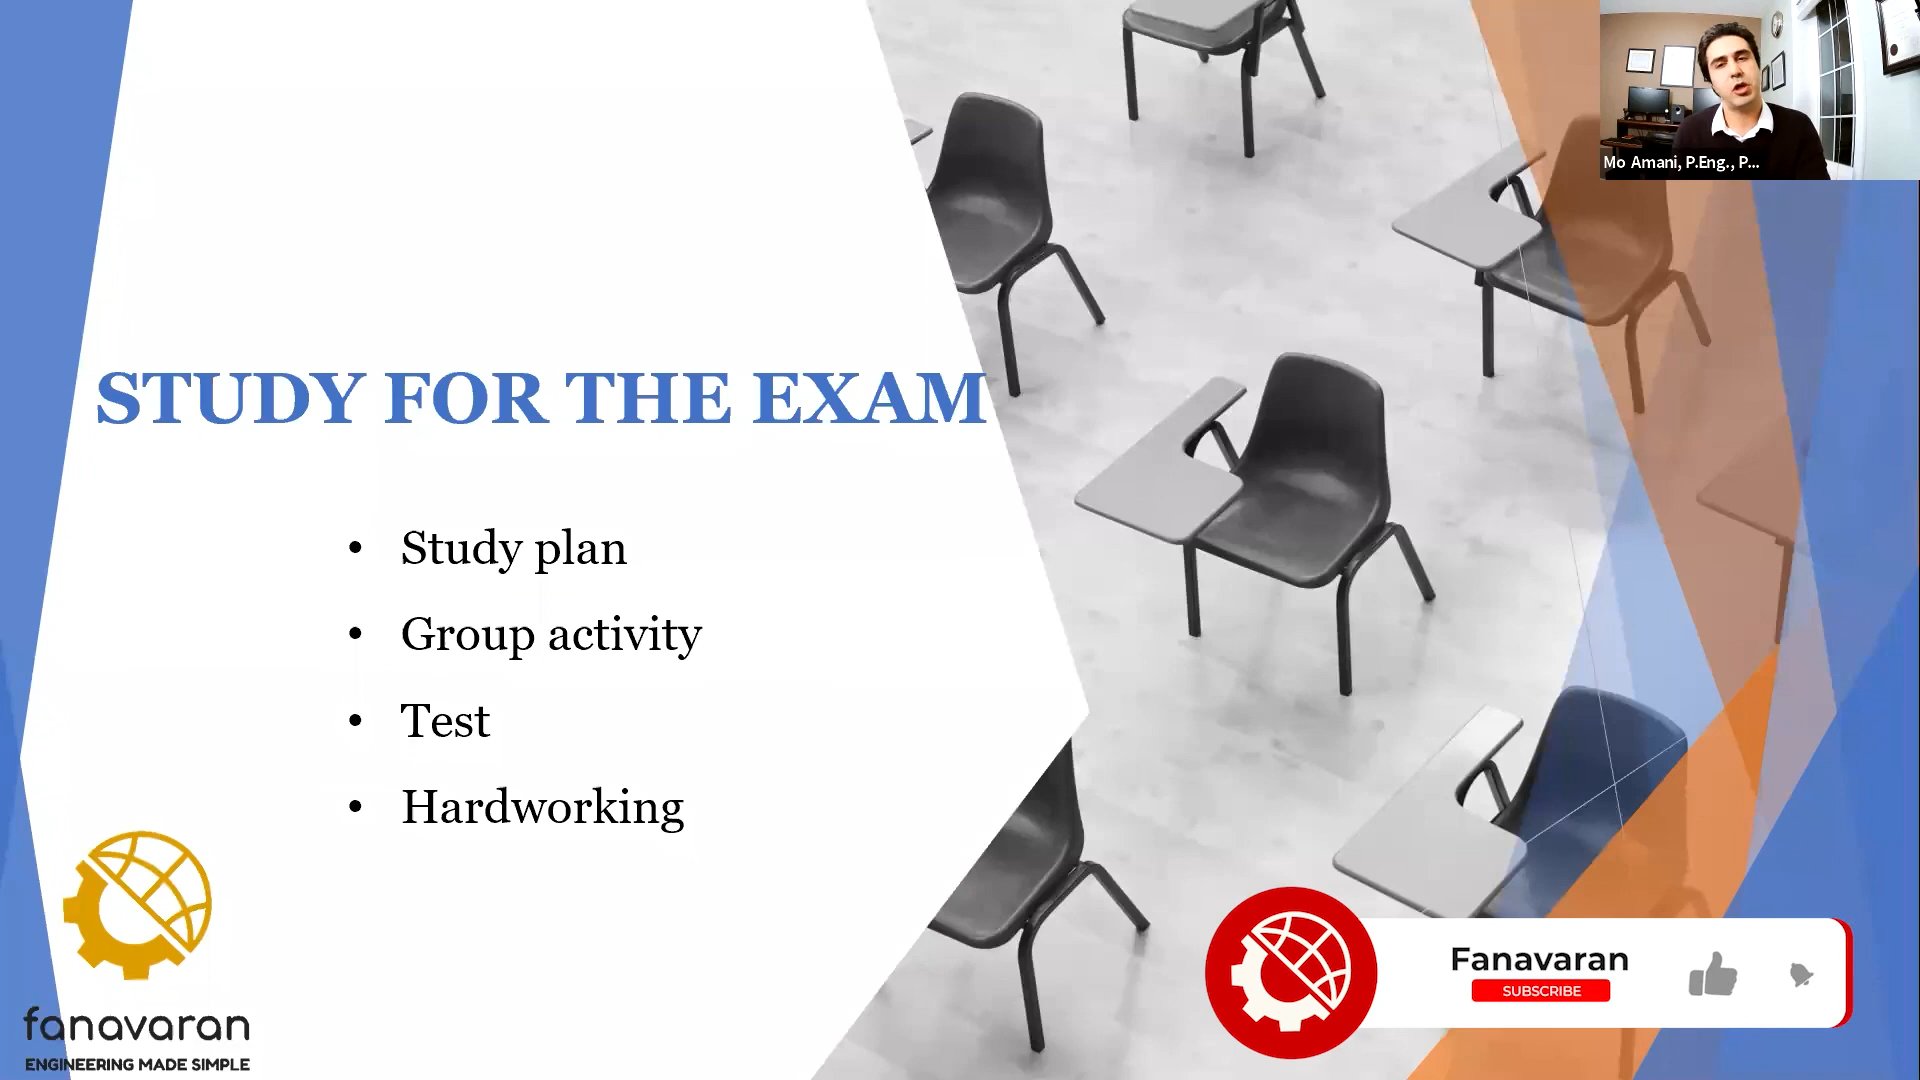 Mo Amani, P.Eng., P...
STUDY FOR THE EXAM
• Study plan
• Group activity
• Test
• Hardworking
fanavaran
ENGINEERING MADE SIMPLE
Fanavaran
SUBSCRIBE